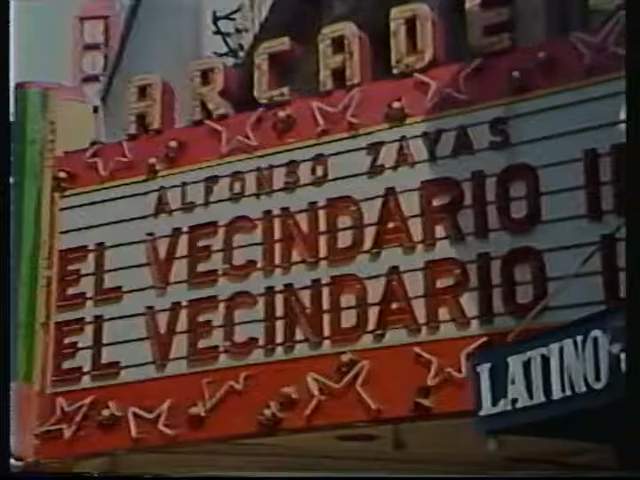 ARCADE
ALFONSO ZAYAS
EL VECINDARIO
EL VECINDARIO
LATINO